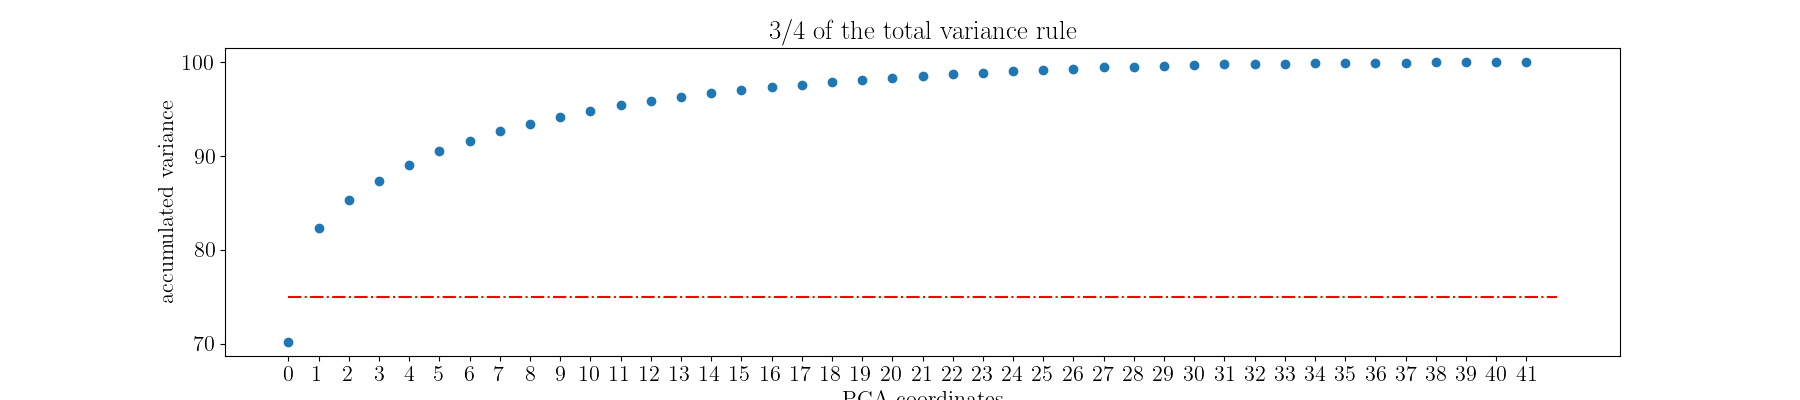 3/4 of the total variance rule
100
90
80
70
accumulated variance
0 1 2 3 4 5 6 7 8 9 10 11 12 13 14 15 16 17 18 19 20 21 22 23 24 25 26 27 28 29 30 31 32 33 34 35 36 37 38 39 40 41
PCA coordinates